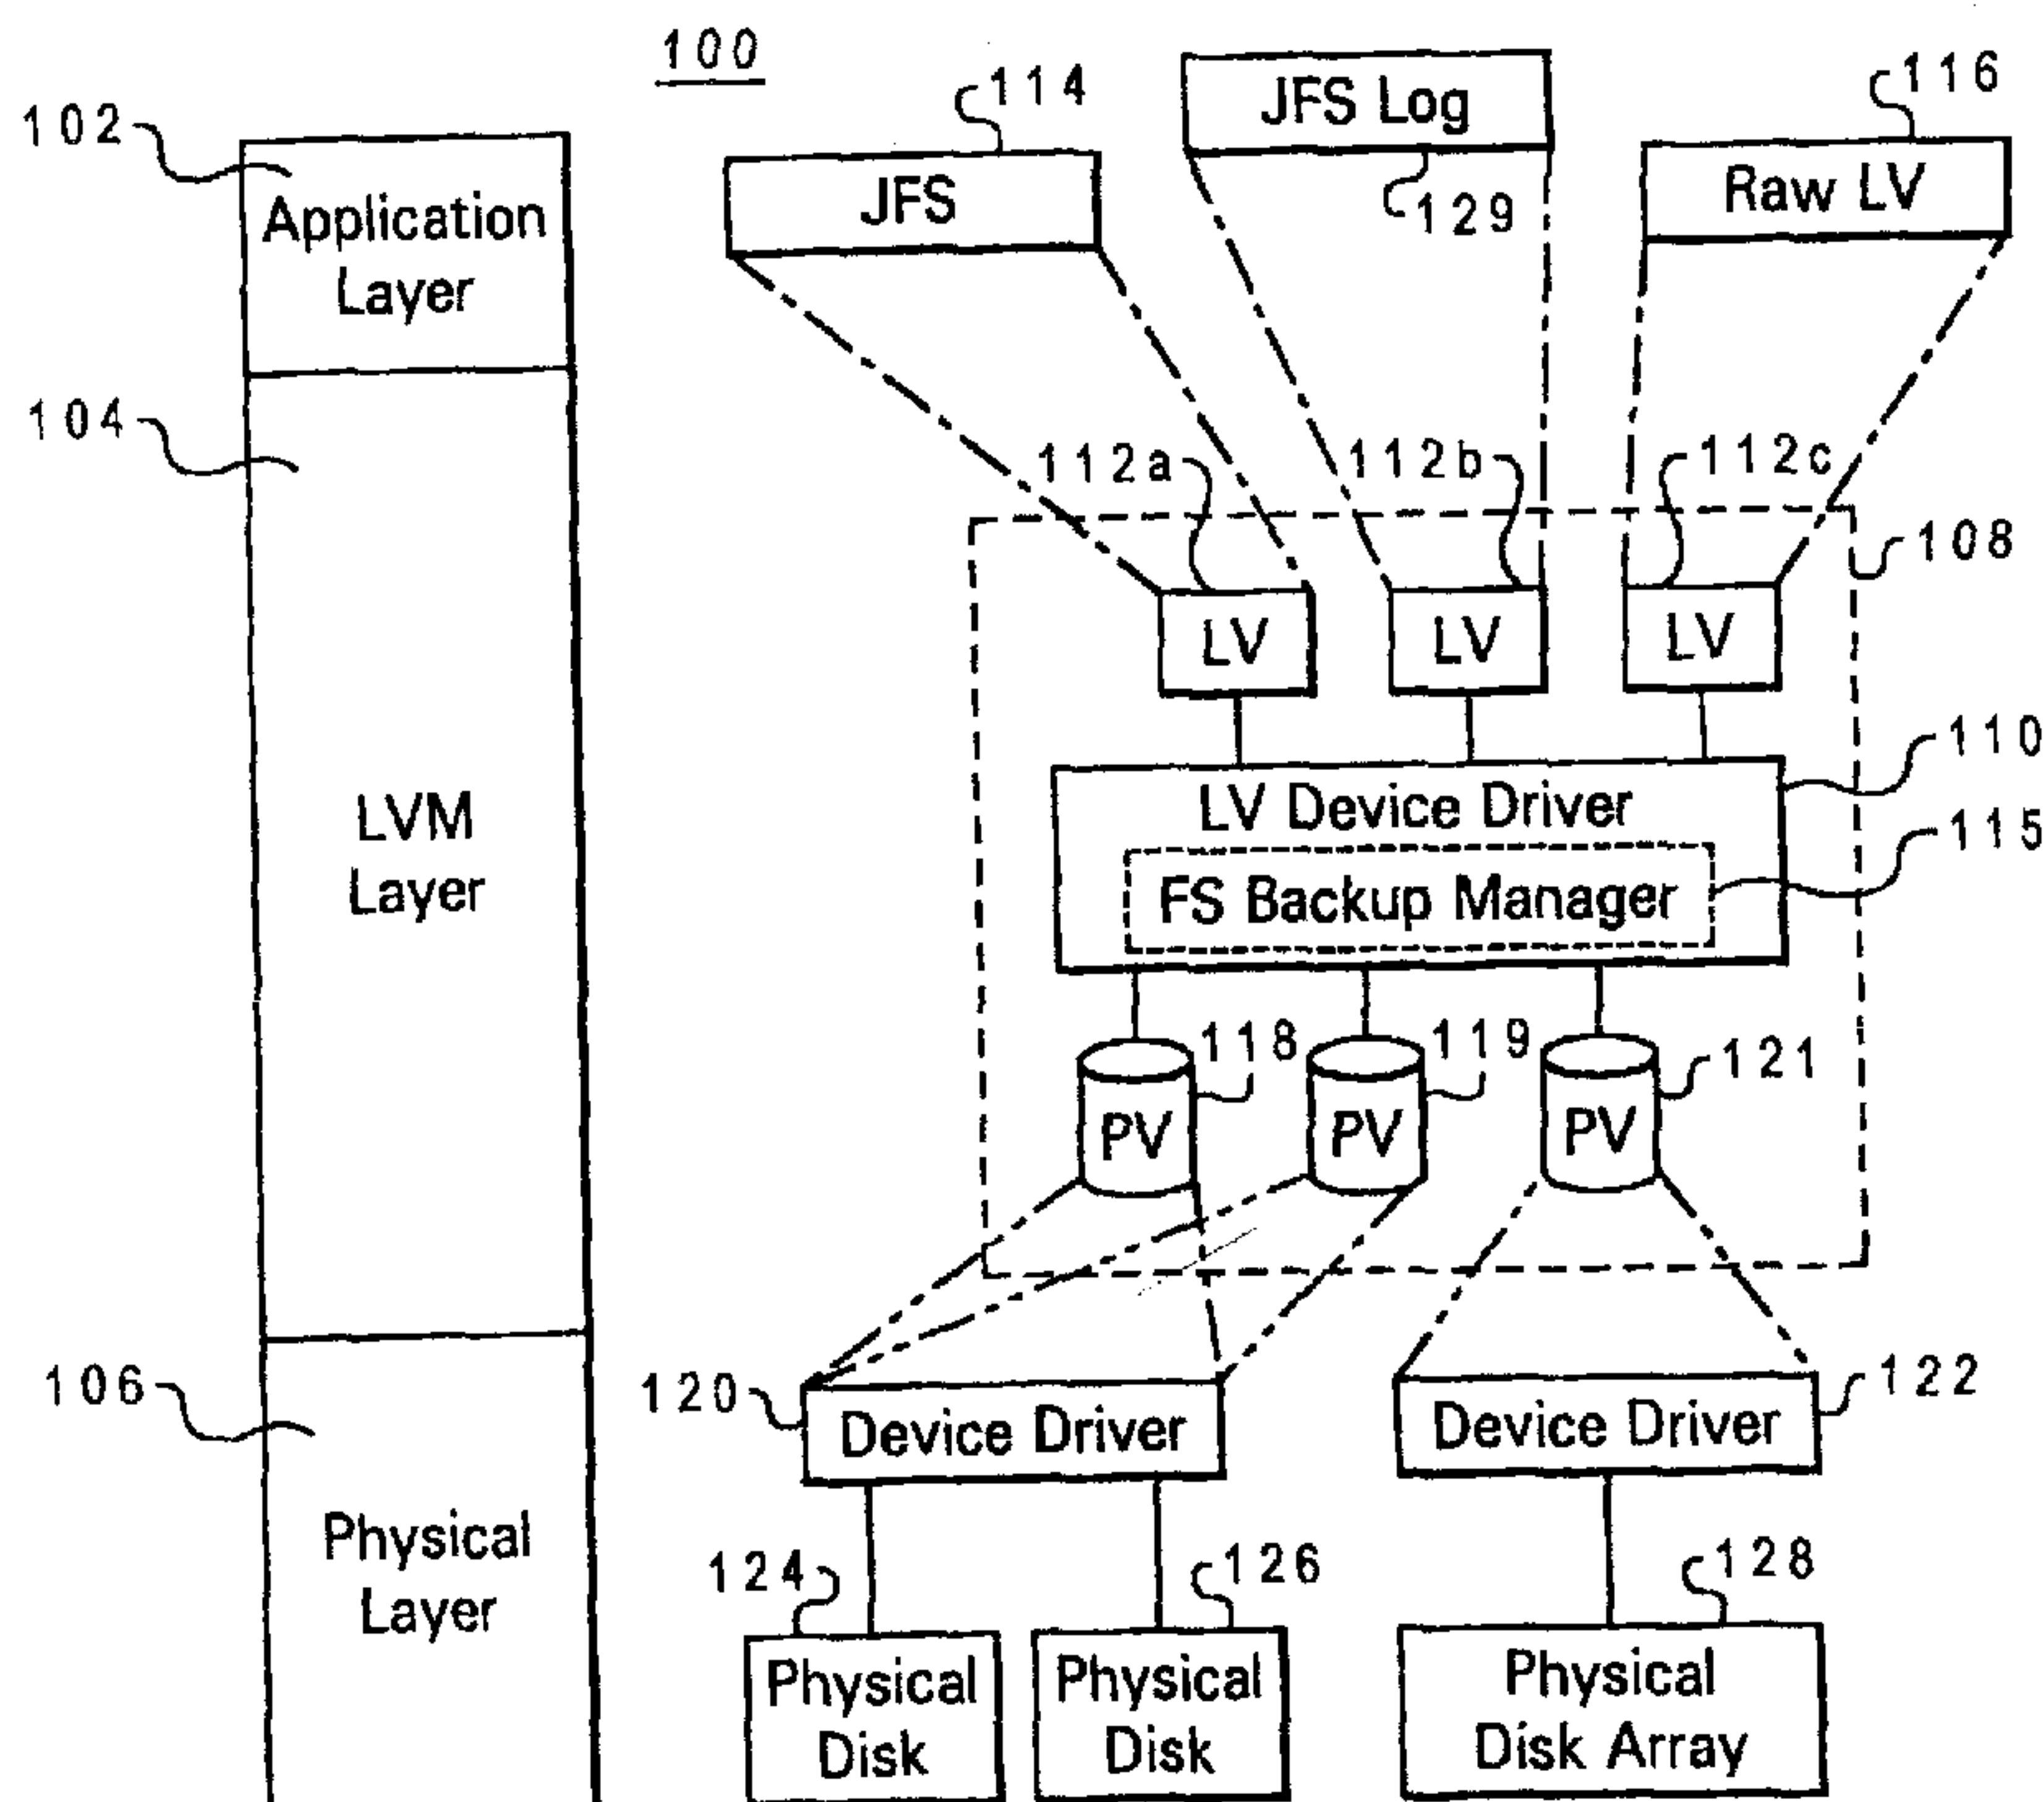 100
102
Application
Layer
104
LVM
Layer
106
Physical
Layer
114
JFS
JFS Log
129
116
Raw LV
112a
112b
112c
108
LV
LV
LV
110
LV Device Driver
115
FS Backup Manager
118
119
121
PV
PV
PV
120
Device Driver
122
Device Driver
124
126
128
Physical
Disk
Physical
Disk
Physical
Disk Array